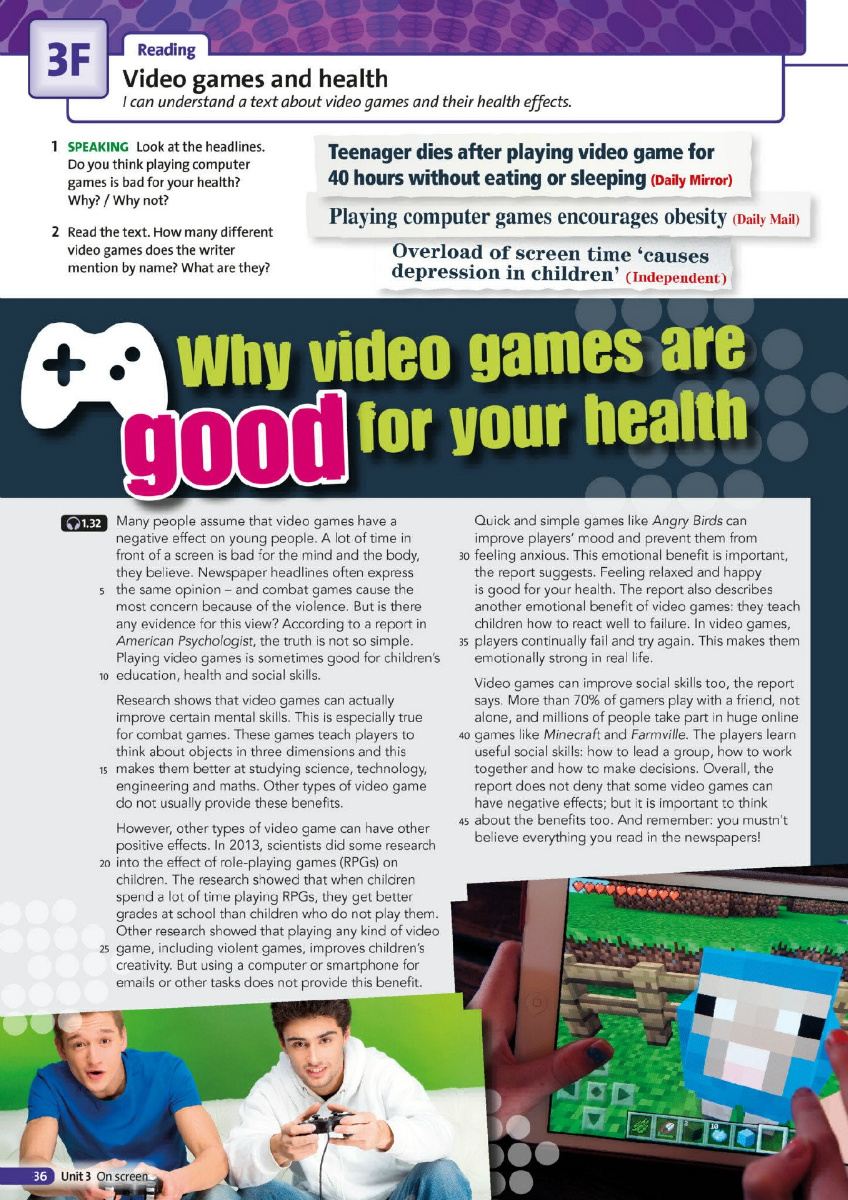 3F
Reading
Video games and health
I can understand a text about video games and their health effects.
1 SPEAKING Look at the headlines.
Do you think playing computer
games is bad for your health?
Why? / Why not?
2 Read the text. How many different
video games does the writer
mention by name? What are they?
Teenager dies after playing video game for
40 hours without eating or sleeping (Daily Mirror)
Playing computer games encourages obesity (Daily Mail)
Overload of screen time ‘causes
depression in children’ (Independent)
Why video games are
good for your health
1.32 Many people assume that video games have a
negative effect on young people. A lot of time in
front of a screen is bad for the mind and the body,
they believe. Newspaper headlines often express
5 the same opinion – and combat games cause the
most concern because of the violence. But is there
any evidence for this view? According to a report in
American Psychologist, the truth is not so simple.
Playing video games is sometimes good for children’s
10 education, health and social skills.
Research shows that video games can actually
improve certain mental skills. This is especially true
for combat games. These games teach players to
think about objects in three dimensions and this
15 makes them better at studying science, technology,
engineering and maths. Other types of video game
do not usually provide these benefits.
However, other types of video game can have other
positive effects. In 2013, scientists did some research
20 into the effect of role-playing games (RPGs) on
children. The research showed that when children
spend a lot of time playing RPGs, they get better
grades at school than children who do not play them.
Other research showed that playing any kind of video
25 game, including violent games, improves children’s
creativity. But using a computer or smartphone for
emails or other tasks does not provide this benefit.
Quick and simple games like Angry Birds can
improve players’ mood and prevent them from
30 feeling anxious. This emotional benefit is important,
the report suggests. Feeling relaxed and happy
is good for your health. The report also describes
another emotional benefit of video games: they teach
children how to react well to failure. In video games,
35 players continually fail and try again. This makes them
emotionally strong in real life.
Video games can improve social skills too, the report
says. More than 70% of gamers play with a friend, not
alone, and millions of people take part in huge online
40 games like Minecraft and Farmville. The players learn
useful social skills: how to lead a group, how to work
together and how to make decisions. Overall, the
report does not deny that some video games can
have negative effects; but it is important to think
45 about the benefits too. And remember: you mustn’t
believe everything you read in the newspapers!
36 Unit 3 On screen